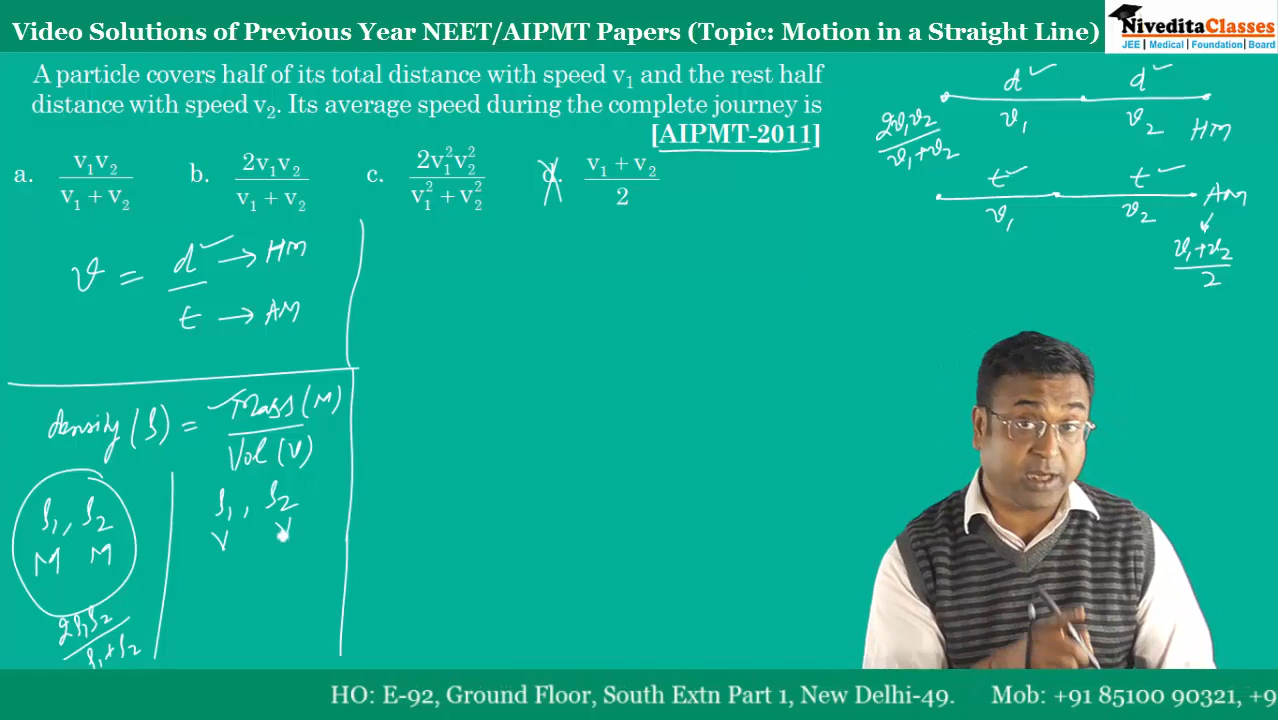 Video Solutions of Previous Year NEET/AIPMT Papers (Topic: Motion in a Straight Line)
NiveditaClasses
JEE | Medical | Foundation | Board
A particle covers half of its total distance with speed v₁ and the rest half
distance with speed v₂. Its average speed during the complete journey is
[AIPMT-2011]
a. v₁v₂ / v₁ + v₂ b. 2v₁v₂ / v₁ + v₂ c. 2v₁²v₂² / v₁² + v₂² d. v₁ + v₂ / 2
d ✓ d ✓
v₁ v₂ HM
2v₁v₂ / v₁+v₂
t ✓ t ✓
v₁ v₂ AM
v₁+v₂ / 2
v = d ✓ → HM
t → AM
density (ρ) = Mass (M) / Vol (V)
ρ₁, ρ₂
M M
2ρ₁ρ₂ / ρ₁+ρ₂
ρ₁, ρ₂
V V
HO: E-92, Ground Floor, South Extn Part 1, New Delhi-49. Mob: +91 85100 90321, +9